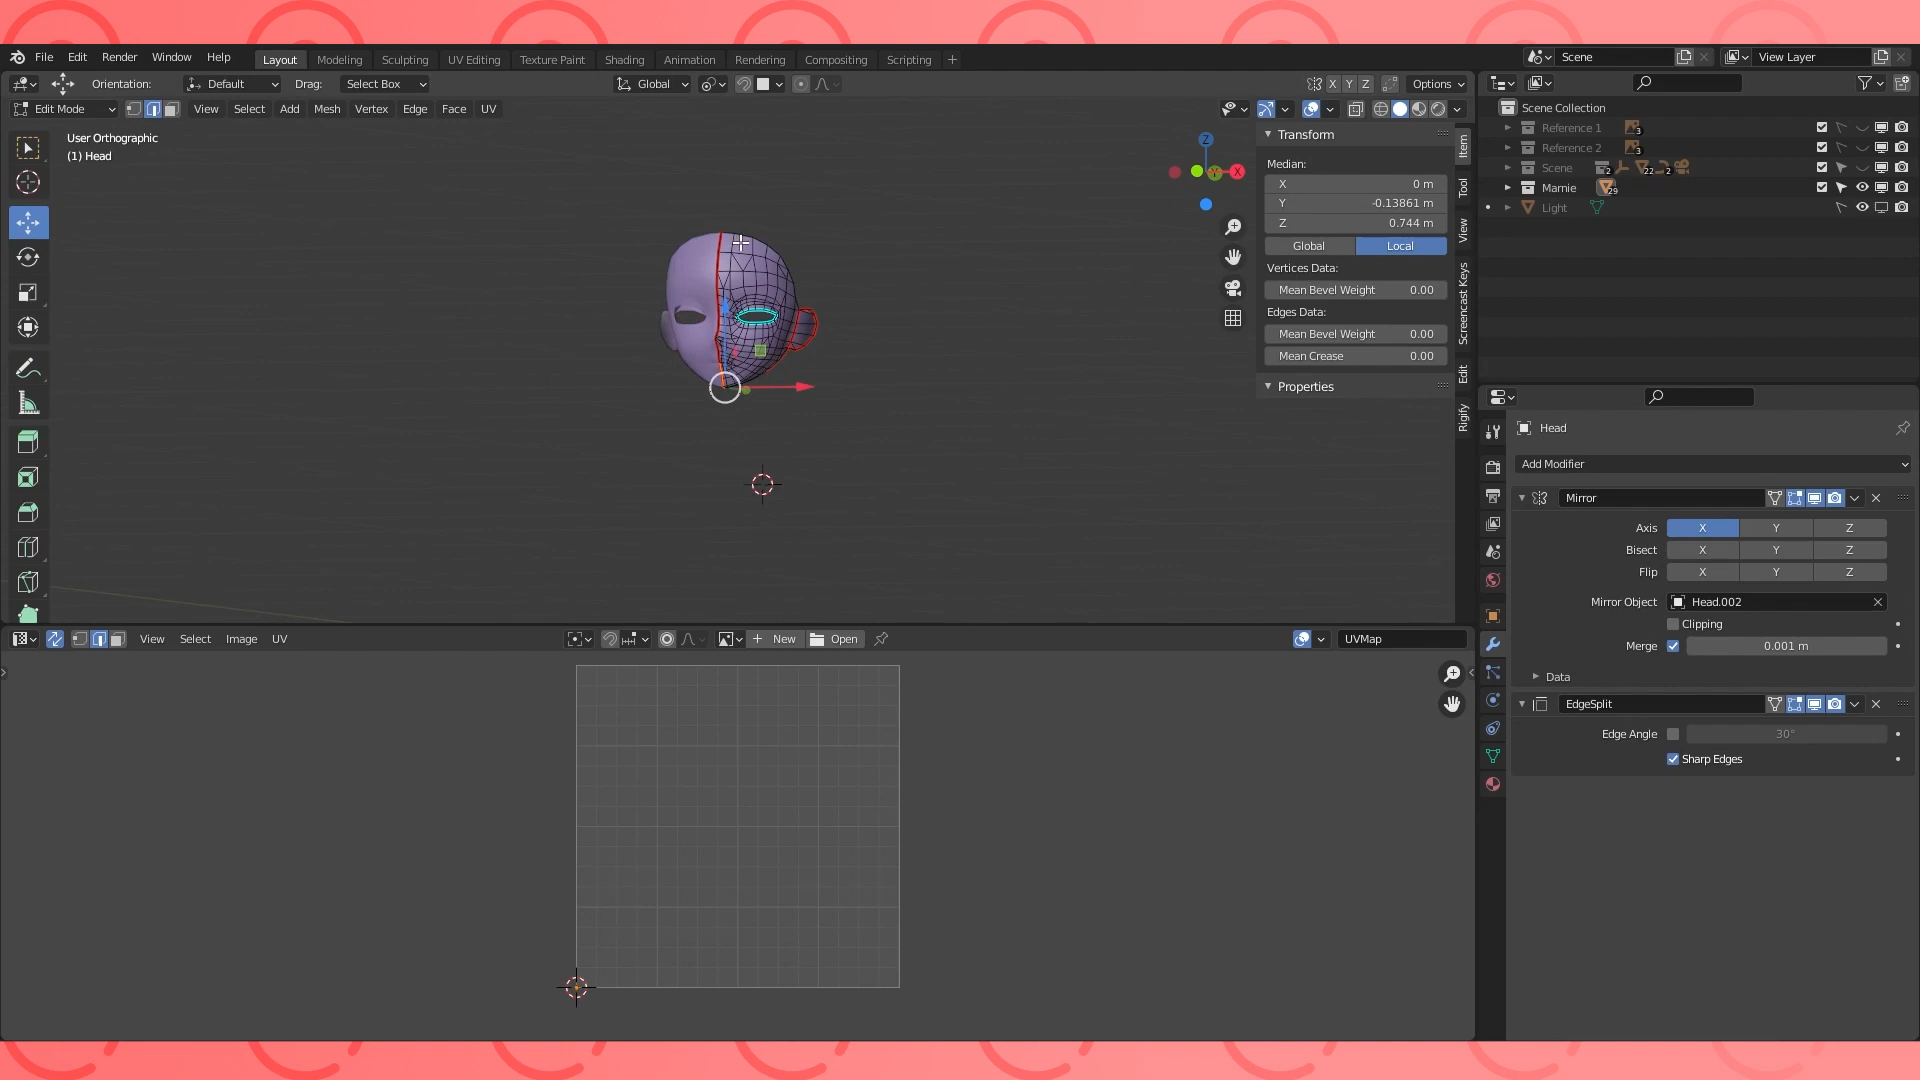 File Edit Render Window Help Layout Modeling Sculpting UV Editing Texture Paint Shading Animation Rendering Compositing Scripting + Scene View Layer
Orientation: Default Drag: Select Box Global X Y Z Options
Edit Mode View Select Add Mesh Vertex Edge Face UV
User Orthographic
(1) Head
Z
Y
X
Transform
Median:
X 0 m
Y -0.13861 m
Z 0.744 m
Global Local
Vertices Data:
Mean Bevel Weight 0.00
Edges Data:
Mean Bevel Weight 0.00
Mean Crease 0.00
Properties
Item
Tool
View
Screencast Keys
Edit
Rigify
Scene Collection
Reference 1 3
Reference 2 3
Scene 2 22 2
Marnie 29
Light
Head
Add Modifier
Mirror
Axis X Y Z
Bisect X Y Z
Flip X Y Z
Mirror Object Head.002
Clipping
Merge 0.001 m
Data
EdgeSplit
Edge Angle 30°
Sharp Edges
View Select Image UV New Open UVMap